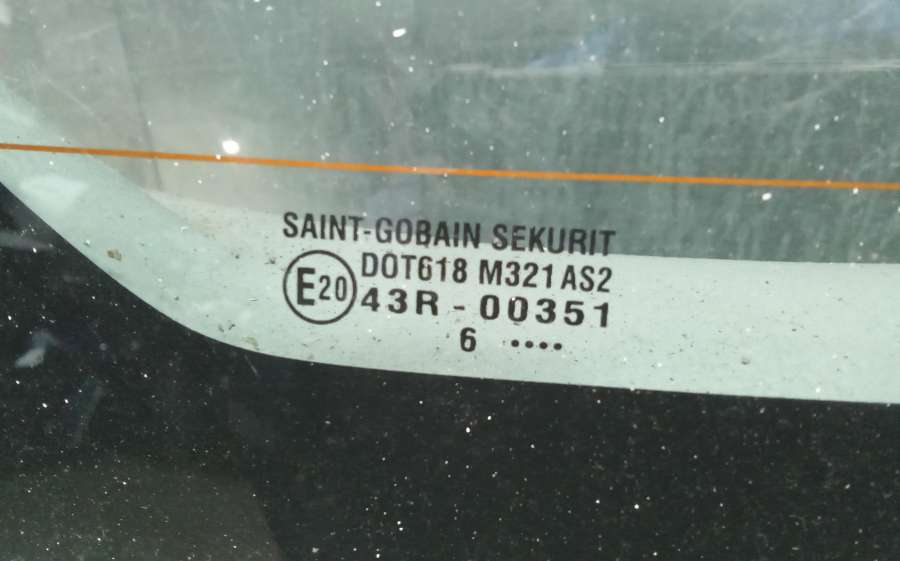 SAINT-GOBAIN SEKURIT
E20 DOT618 M321 AS2
43R - 00351
6 ••••